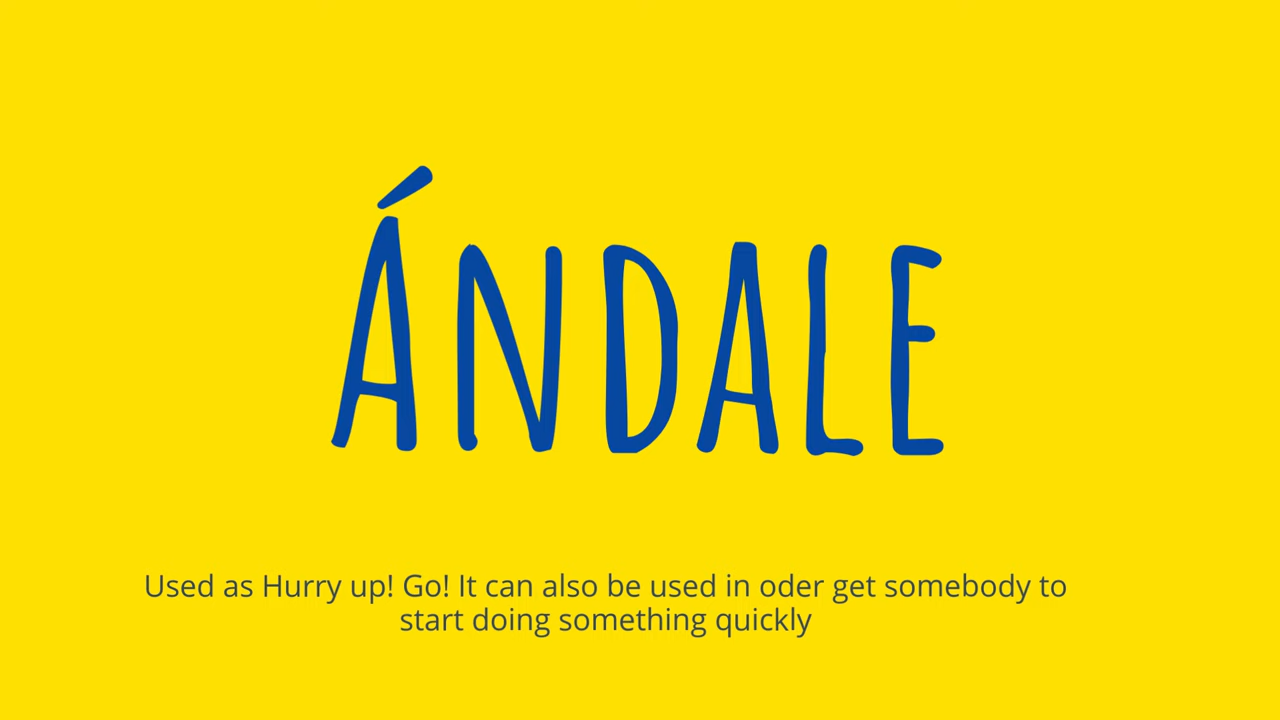 ÁNDALE
Used as Hurry up! Go! It can also be used in oder get somebody to
start doing something quickly